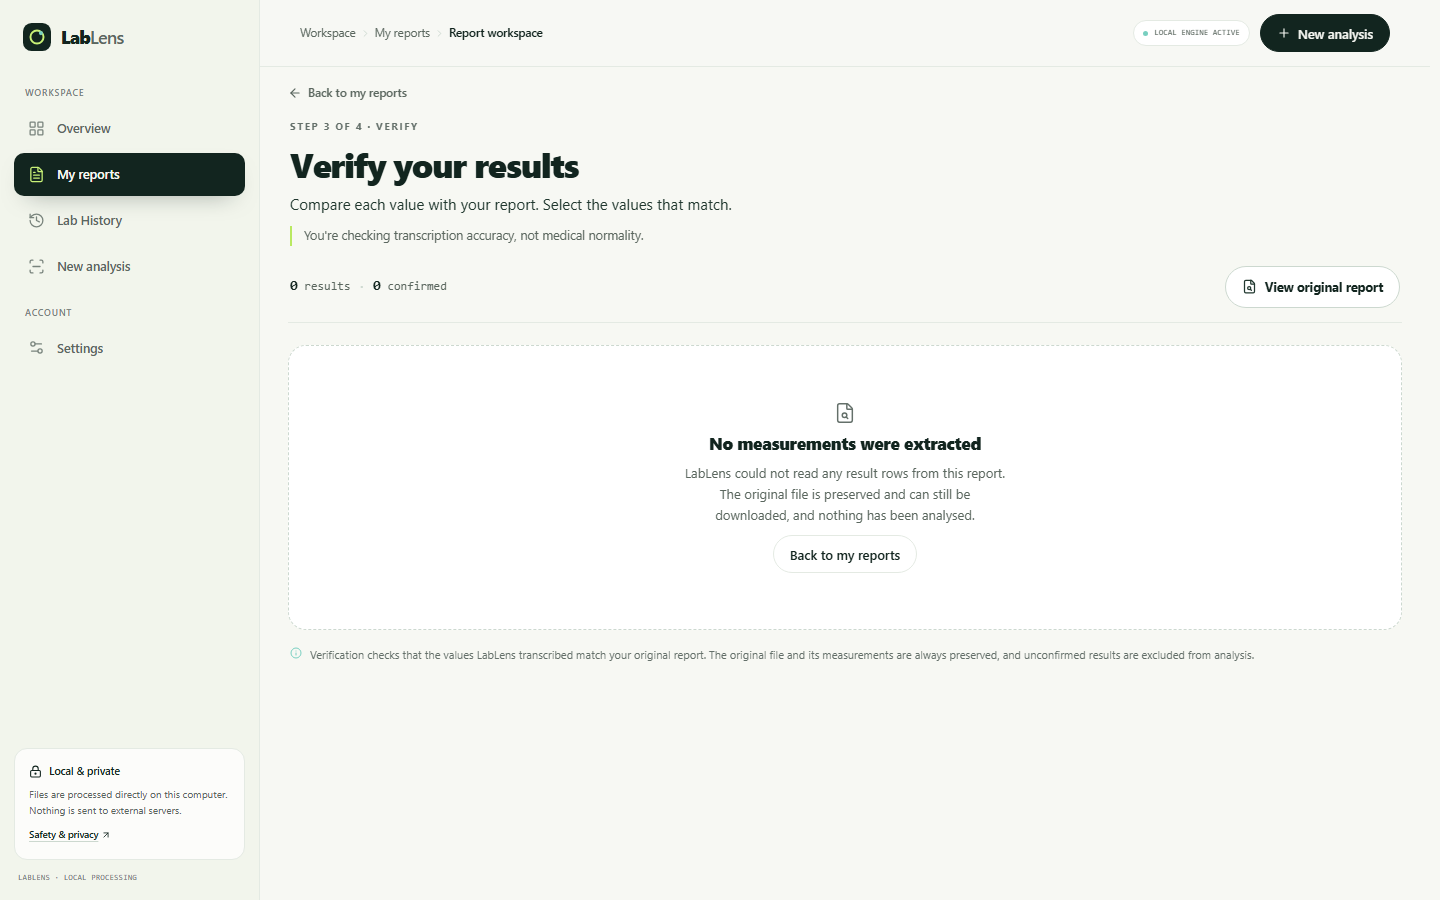 LabLens
WORKSPACE
Overview
My reports
Lab History
New analysis
ACCOUNT
Settings
Local & private
Files are processed directly on this computer.
Nothing is sent to external servers.
Safety & privacy
LABLENS · LOCAL PROCESSING
Workspace › My reports › Report workspace
LOCAL ENGINE ACTIVE
+ New analysis
← Back to my reports
STEP 3 OF 4 · VERIFY
Verify your results
Compare each value with your report. Select the values that match.
You're checking transcription accuracy, not medical normality.
0 results · 0 confirmed
View original report
No measurements were extracted
LabLens could not read any result rows from this report.
The original file is preserved and can still be
downloaded, and nothing has been analysed.
Back to my reports
Verification checks that the values LabLens transcribed match your original report. The original file and its measurements are always preserved, and unconfirmed results are excluded from analysis.